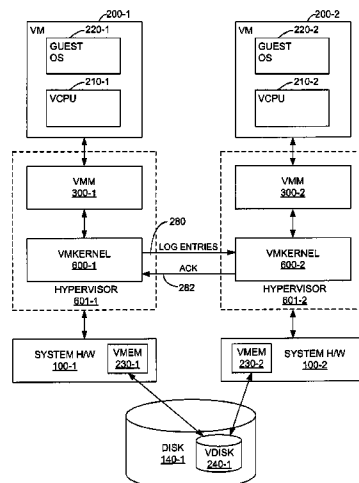 200-1
VM
220-1
GUEST
OS
210-1
VCPU
VMM
300-1
280
VMKERNEL
600-1
HYPERVISOR
601-1
SYSTEM H/W
100-1
VMEM
230-1
LOG ENTRIES
ACK
282
200-2
VM
220-2
GUEST
OS
210-2
VCPU
VMM
300-2
VMKERNEL
600-2
HYPERVISOR
601-2
VMEM
230-2
SYSTEM H/W
100-2
DISK
140-1
VDISK
240-1